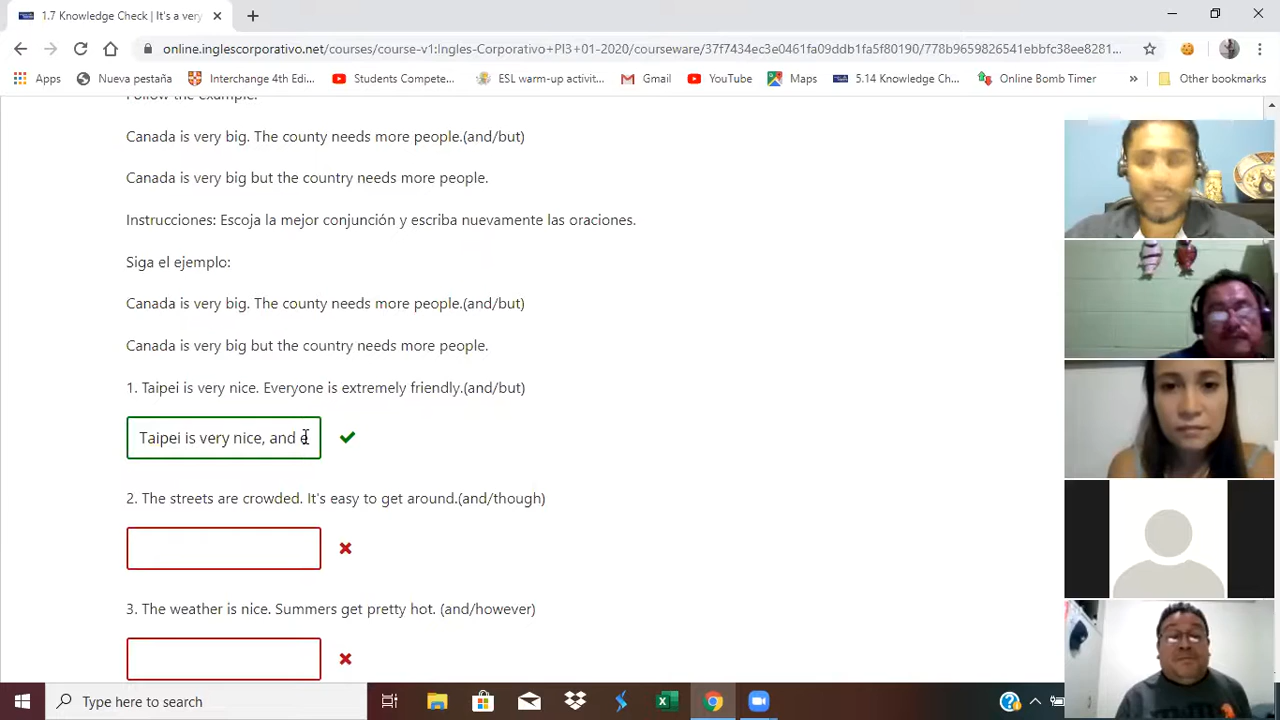 1.7 Knowledge Check | It's a very
online.inglescorporativo.net/courses/course-v1:Ingles-Corporativo+PI3+01-2020/courseware/37f7434ec3e0461fa09ddb1fa5f80190/778b9659826541ebbfc38ee8281...
Apps Nueva pestaña Interchange 4th Edi... Students Compete... ESL warm-up activit... Gmail YouTube Maps 5.14 Knowledge Ch... Online Bomb Timer » Other bookmarks
Follow the example:
Canada is very big. The county needs more people.(and/but)
Canada is very big but the country needs more people.
Instrucciones: Escoja la mejor conjunción y escriba nuevamente las oraciones.
Siga el ejemplo:
Canada is very big. The county needs more people.(and/but)
Canada is very big but the country needs more people.
1. Taipei is very nice. Everyone is extremely friendly.(and/but)
Taipei is very nice, and e
2. The streets are crowded. It's easy to get around.(and/though)
3. The weather is nice. Summers get pretty hot. (and/however)
Type here to search